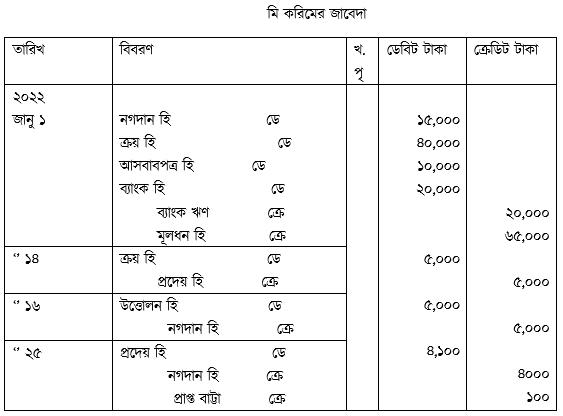 মি করিমের জাবেদা
তারিখ বিবরণ খ. পৃ ডেবিট টাকা ক্রেডিট টাকা
২০২২
জানু ১ নগদান হি ডে ১৫,০০০
ক্রয় হি ডে ৪০,০০০
আসবাবপত্র হি ডে ১০,০০০
ব্যাংক হি ডে ২০,০০০
ব্যাংক ঋণ ক্রে ২০,০০০
মূলধন হি ক্রে ৬৫,০০০
“ ১৪ ক্রয় হি ডে ৫,০০০
প্রদেয় হি ক্রে ৫,০০০
“ ১৬ উত্তোলন হি ডে ৫,০০০
নগদান হি ক্রে ৫,০০০
“ ২৫ প্রদেয় হি ডে ৪,১০০
নগদান হি ক্রে ৪০০০
প্রাপ্ত বাট্টা ক্রে ১০০